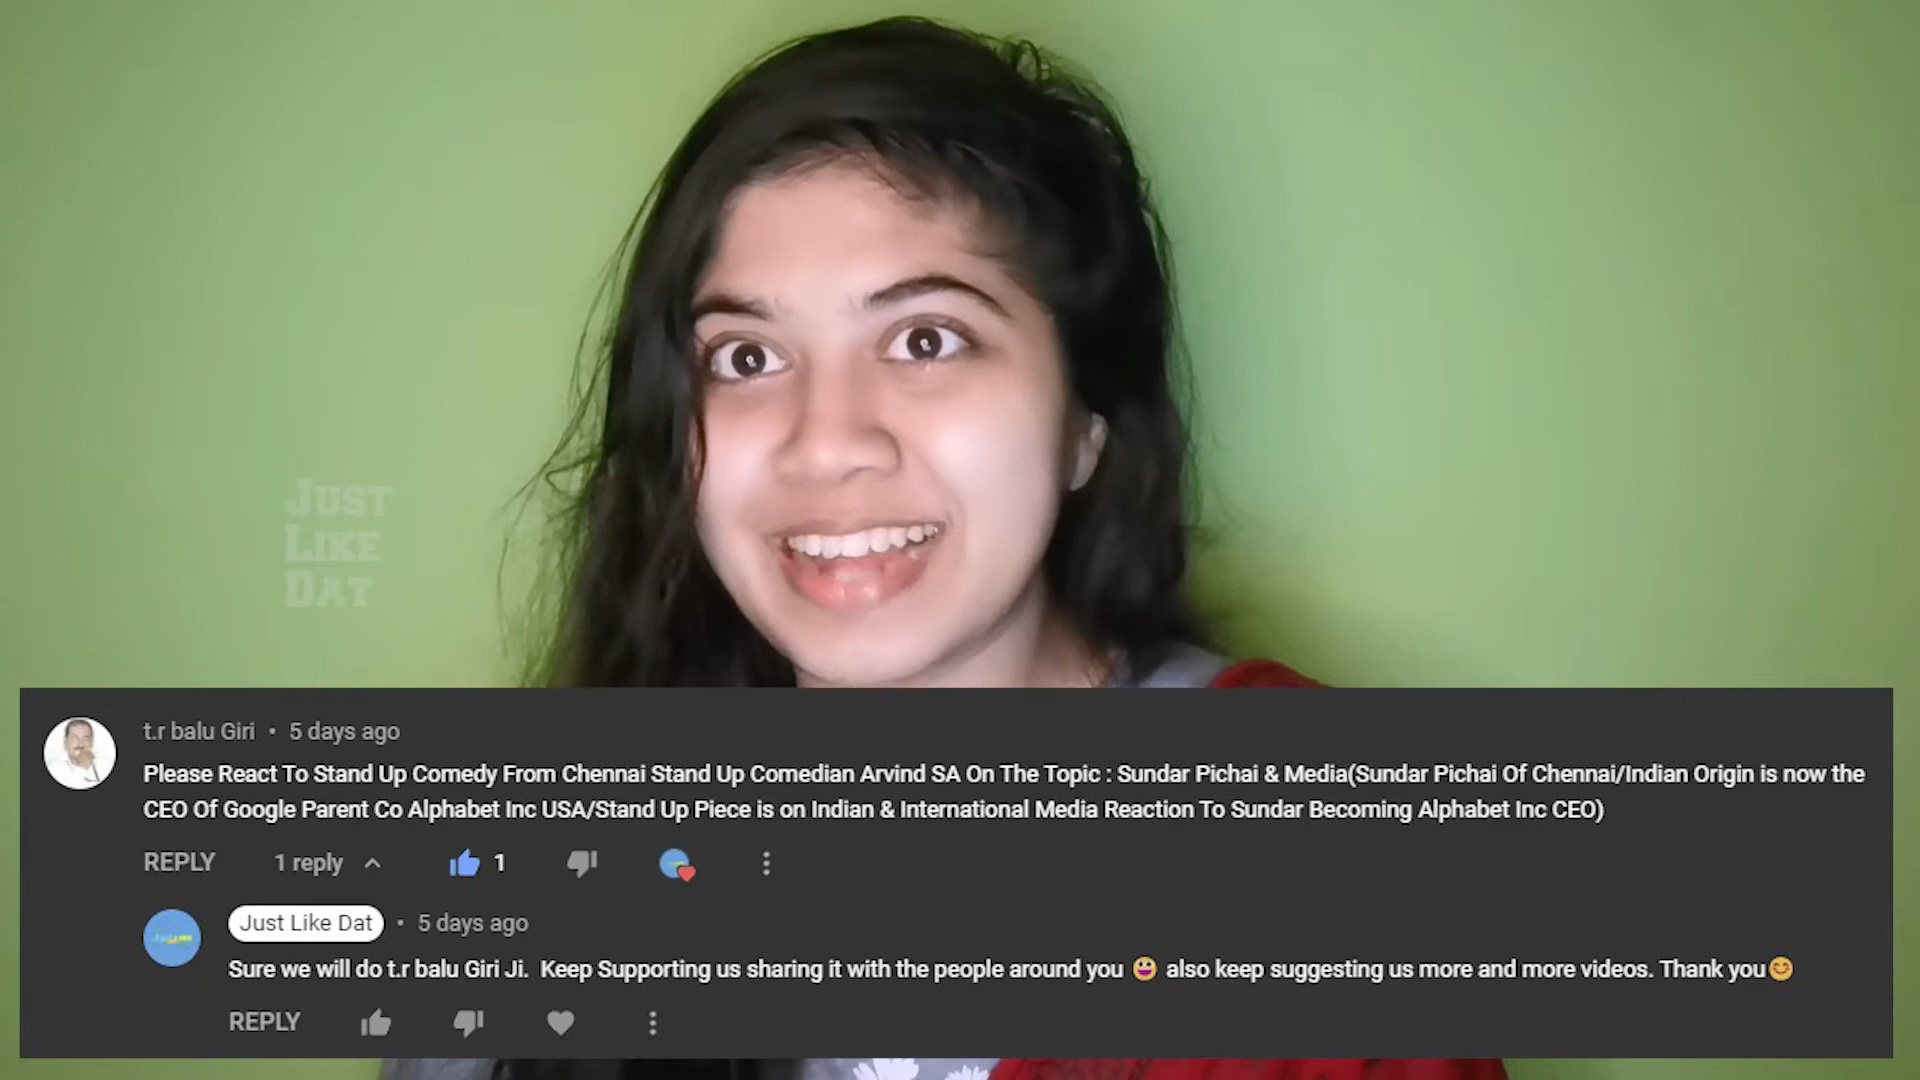 JUST
LIKE
DAT
t.r balu Giri • 5 days ago
Please React To Stand Up Comedy From Chennai Stand Up Comedian Arvind SA On The Topic : Sundar Pichai & Media(Sundar Pichai Of Chennai/Indian Origin is now the
CEO Of Google Parent Co Alphabet Inc USA/Stand Up Piece is on Indian & International Media Reaction To Sundar Becoming Alphabet Inc CEO)
REPLY 1 reply 1
Just Like Dat • 5 days ago
Sure we will do t.r balu Giri Ji. Keep Supporting us sharing it with the people around you 😃 also keep suggesting us more and more videos. Thank you😊
REPLY